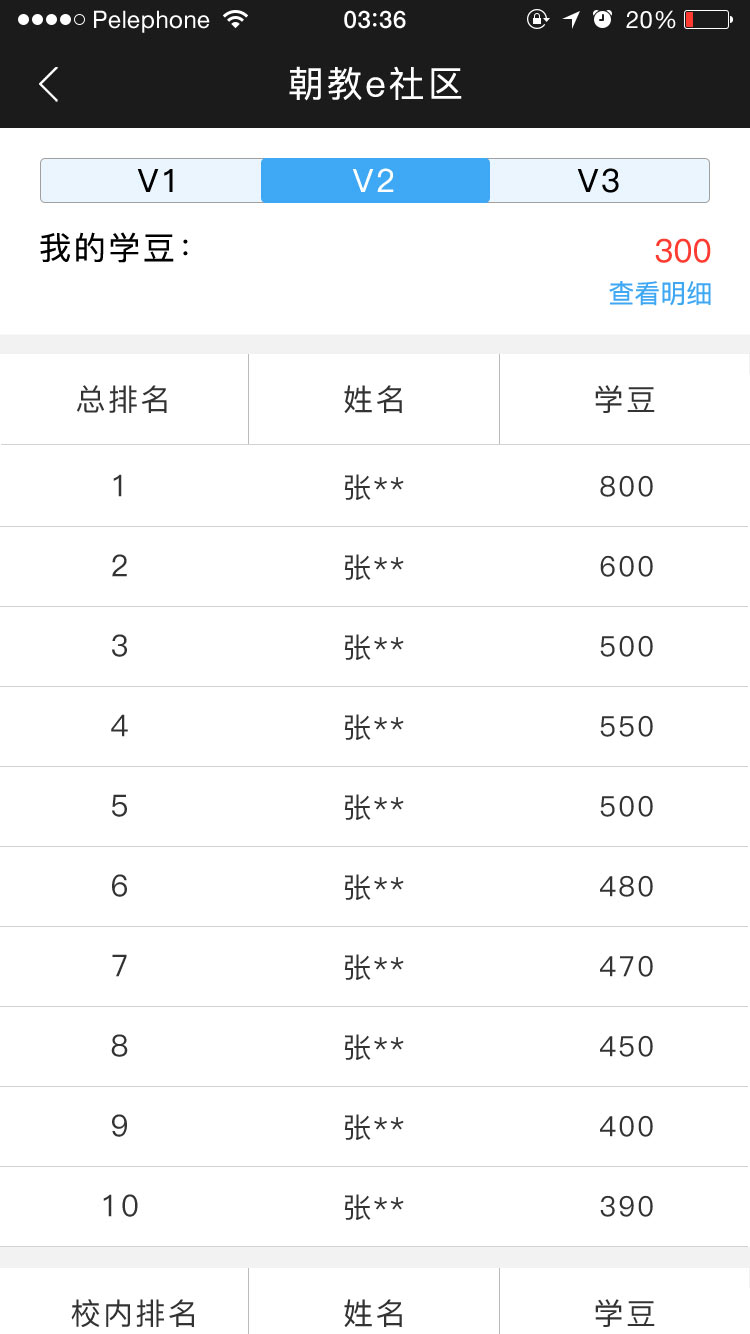 Pelephone 03:36 20%
朝教e社区
V1 V2 V3
我的学豆: 300
查看明细
总排名 姓名 学豆
1 张** 800
2 张** 600
3 张** 500
4 张** 550
5 张** 500
6 张** 480
7 张** 470
8 张** 450
9 张** 400
10 张** 390
校内排名 姓名 学豆